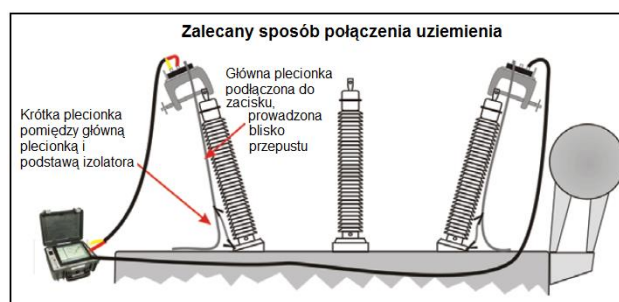 Zalecany sposób połączenia uziemienia
Główna plecionka
podłączona do
zacisku,
prowadzona
blisko
przepustu
Krótka plecionka
pomiędzy główną
plecionką i
podstawą izolatora